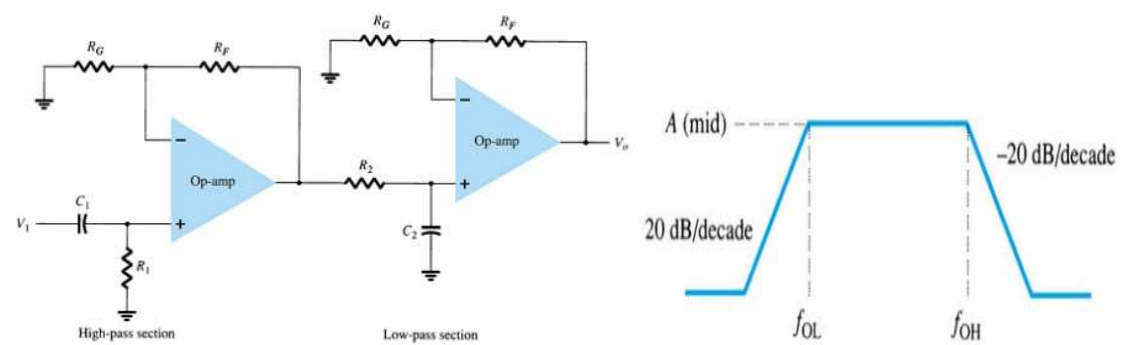 R_G
R_F
Op-amp
V_1
C_1
R_1
High-pass section
R_G
R_F
Op-amp
V_o
R_2
C_2
Low-pass section
A (mid)
20 dB/decade
–20 dB/decade
f_OL
f_OH